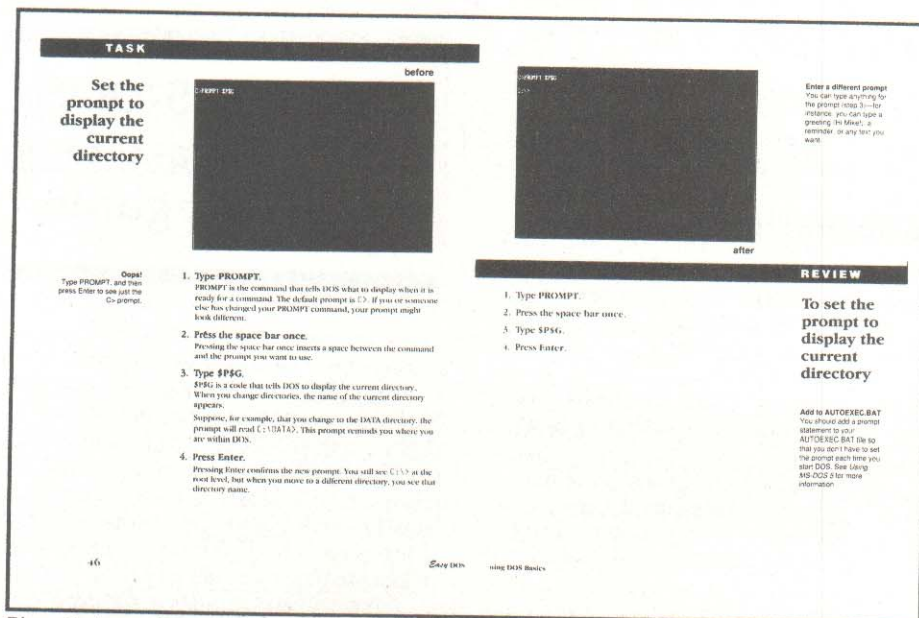 TASK
Set the
prompt to
display the
current
directory
before
C>PROMPT $P$G
Oops!
Type PROMPT, and then
press Enter to see just the
C> prompt.
1. Type PROMPT.
PROMPT is the command that tells DOS what to display when it is
ready for a command. The default prompt is C>. If you or someone
else has changed your PROMPT command, your prompt might
look different.
2. Press the space bar once.
Pressing the space bar once inserts a space between the command
and the prompt you want to use.
3. Type $P$G.
$P$G is a code that tells DOS to display the current directory.
When you change directories, the name of the current directory
appears.
Suppose, for example, that you change to the DATA directory, the
prompt will read C:\DATA>. This prompt reminds you where you
are within DOS.
4. Press Enter.
Pressing Enter confirms the new prompt. You still see C:\> at the
root level, but when you move to a different directory, you see that
directory name.
46
Easy DOS
C>PROMPT $P$G
C:\>
after
Enter a different prompt
You can type anything for
the prompt (step 3)—for
instance, you can type a
greeting (Hi Mike!), a
reminder, or any text you
want.
REVIEW
1. Type PROMPT.
2. Press the space bar once.
3. Type $P$G.
4. Press Enter.
To set the
prompt to
display the
current
directory
Add to AUTOEXEC.BAT
You should add a prompt
statement to your
AUTOEXEC.BAT file so
that you don't have to set
the prompt each time you
start DOS. See Using
MS-DOS 5 for more
information.
ning DOS Basics